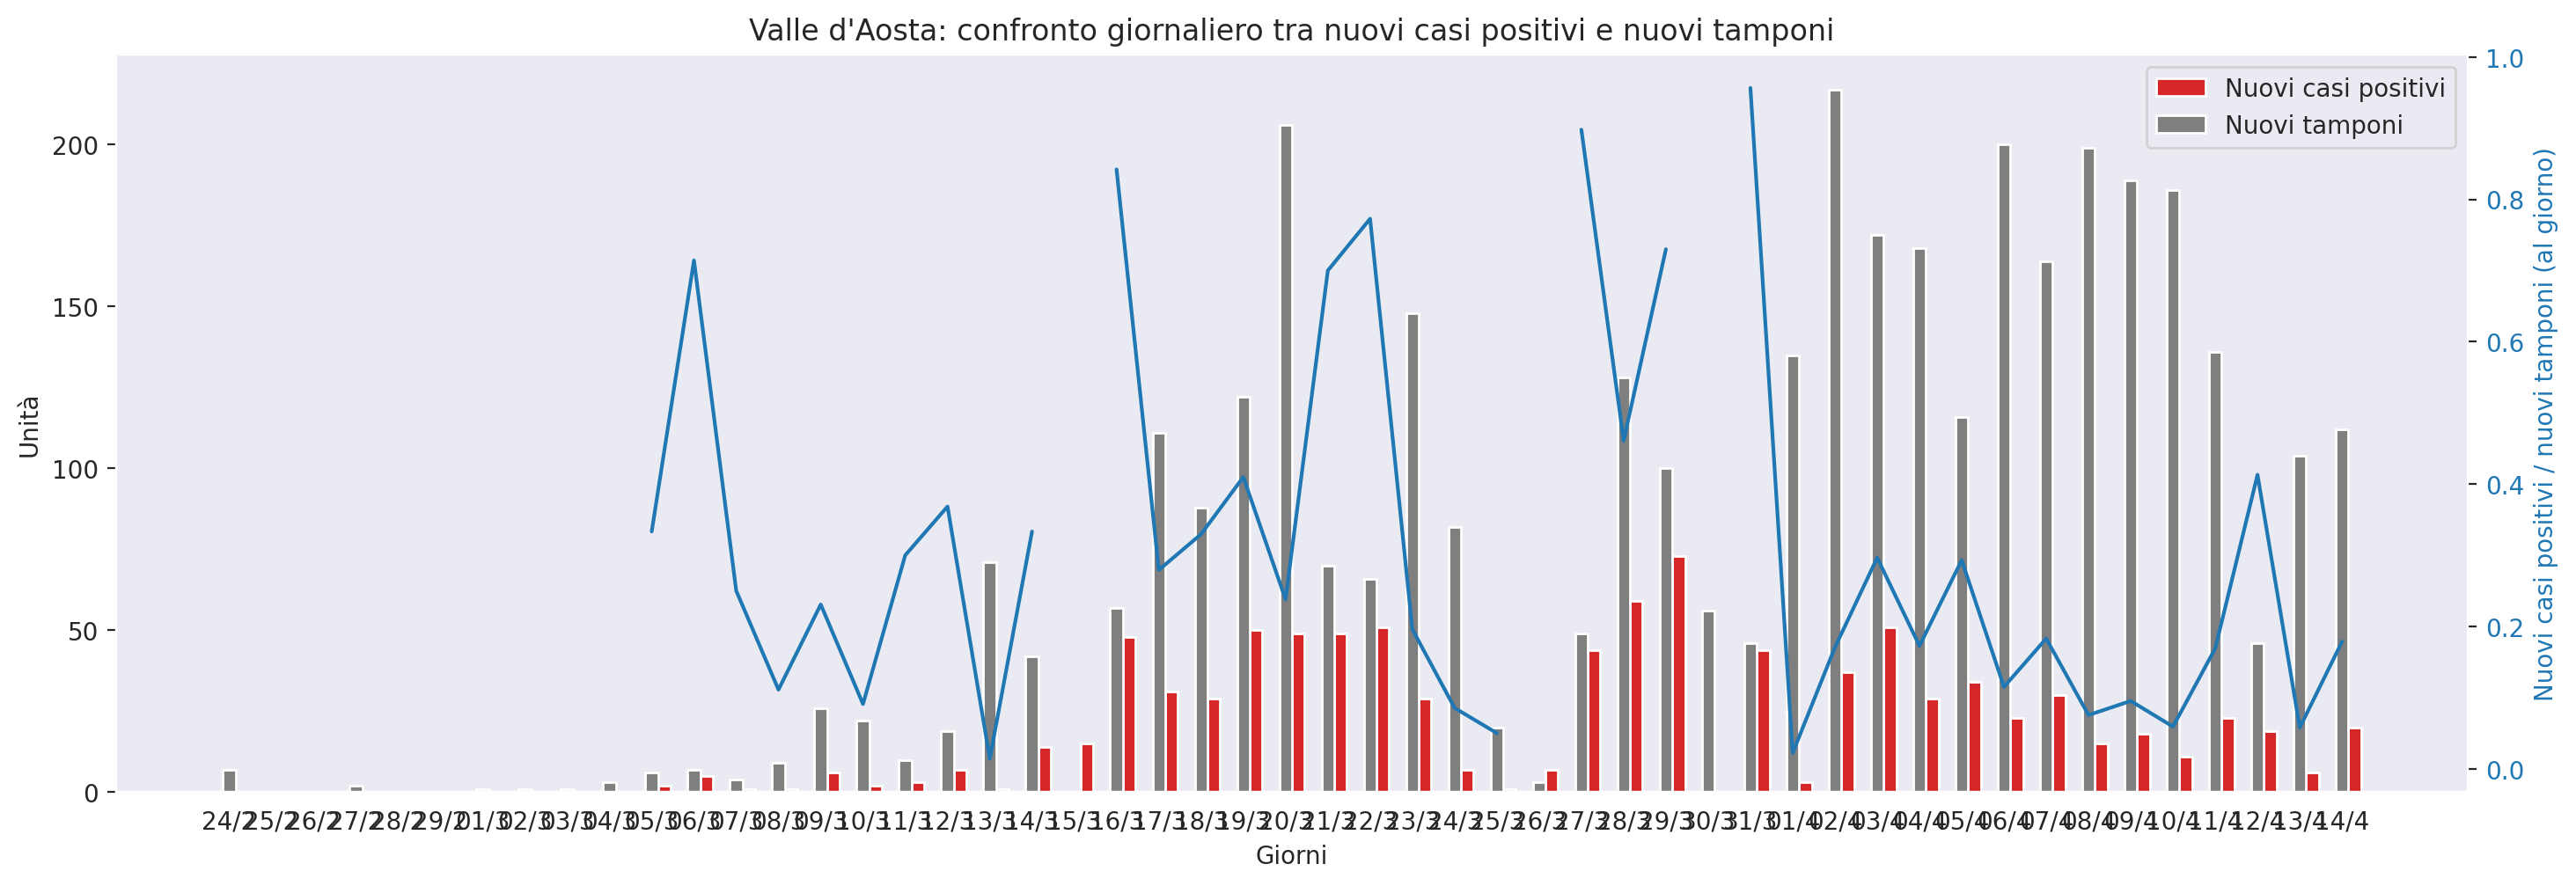 Valle d'Aosta: confronto giornaliero tra nuovi casi positivi e nuovi tamponi
Nuovi casi positivi
Nuovi tamponi
200
150
100
50
0
Unità
1.0
0.8
0.6
0.4
0.2
0.0
Nuovi casi positivi / nuovi tamponi (al giorno)
24/2 25/2 26/2 27/2 28/2 29/2 01/3 02/3 03/3 04/3 05/3 06/3 07/3 08/3 09/3 10/3 11/3 12/3 13/3 14/3 15/3 16/3 17/3 18/3 19/3 20/3 21/3 22/3 23/3 24/3 25/3 26/3 27/3 28/3 29/3 30/3 31/3 01/4 02/4 03/4 04/4 05/4 06/4 07/4 08/4 09/4 10/4 11/4 12/4 13/4 14/4
Giorni